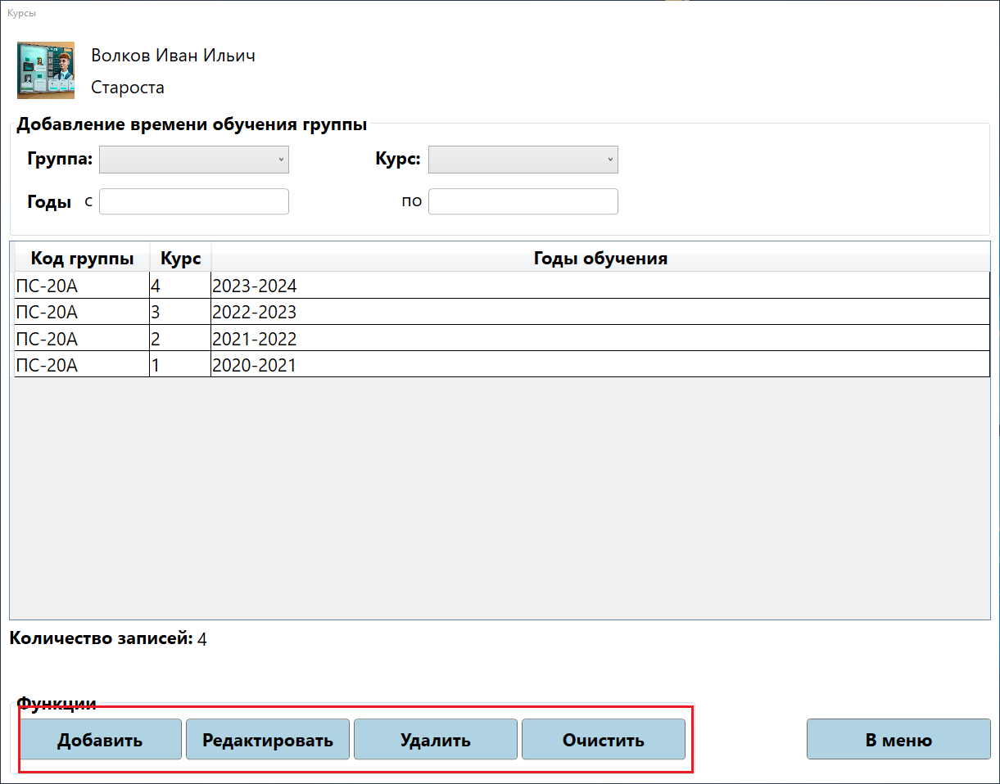 Курсы
Волков Иван Ильич
Староста
Добавление времени обучения группы
Группа: Курс:
Годы с по
Код группы Курс Годы обучения
ПС-20А 4 2023-2024
ПС-20А 3 2022-2023
ПС-20А 2 2021-2022
ПС-20А 1 2020-2021
Количество записей: 4
Функции
Добавить Редактировать Удалить Очистить В меню